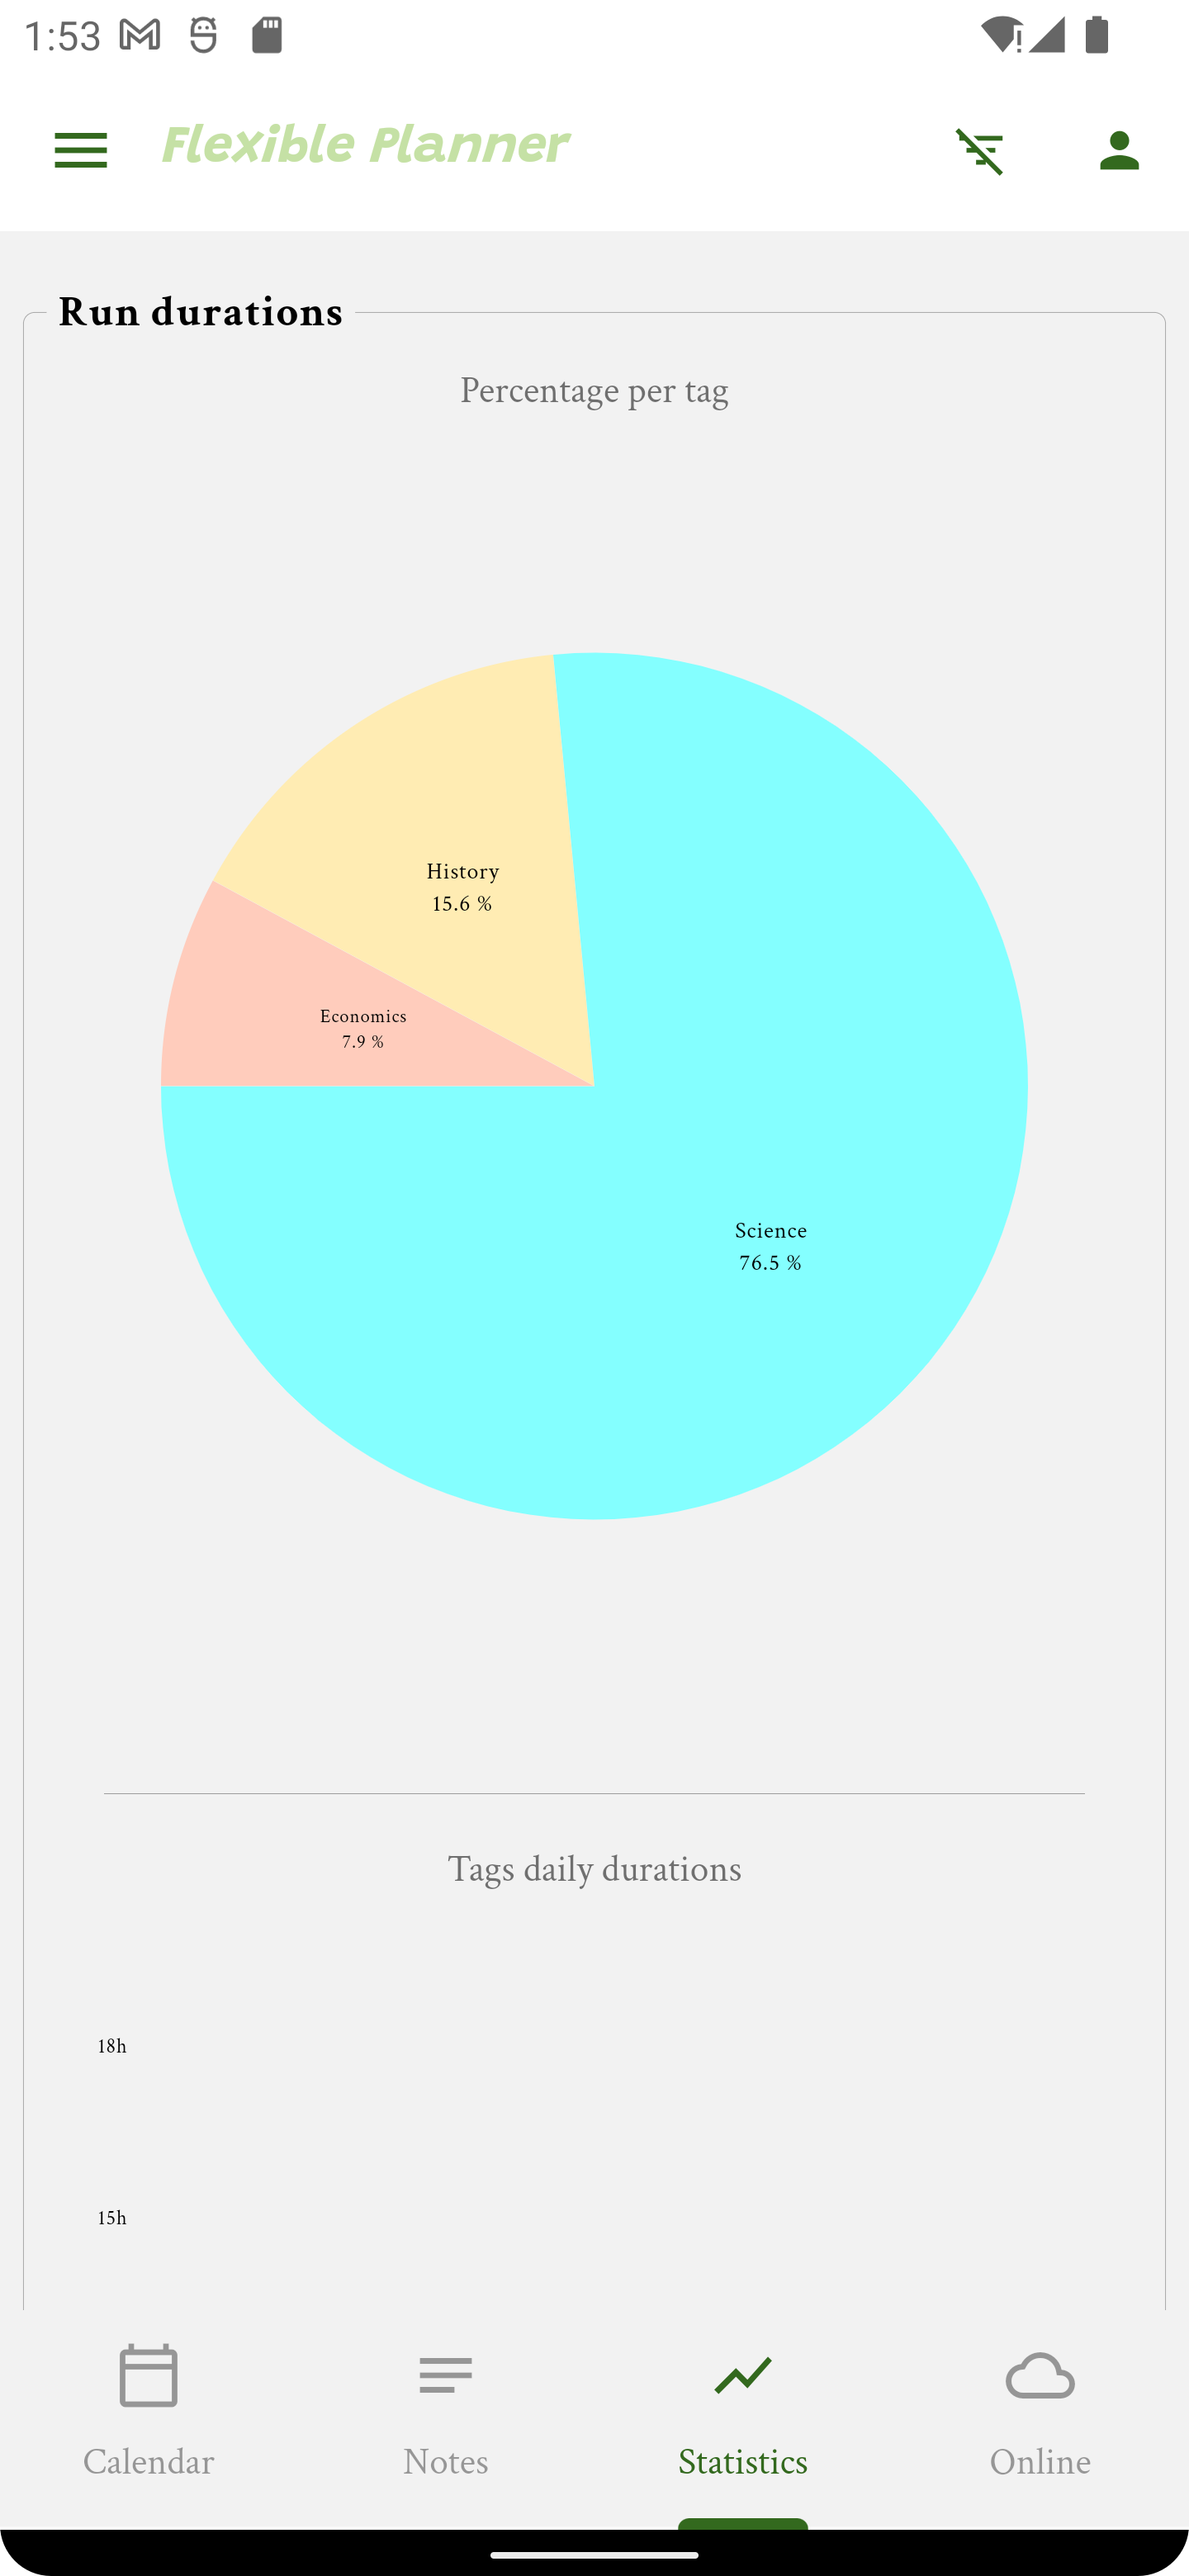 1:53
Flexible Planner
Run durations
Percentage per tag
History
15.6 %
Economics
7.9 %
Science
76.5 %
Tags daily durations
18h
15h
Calendar
Notes
Statistics
Online